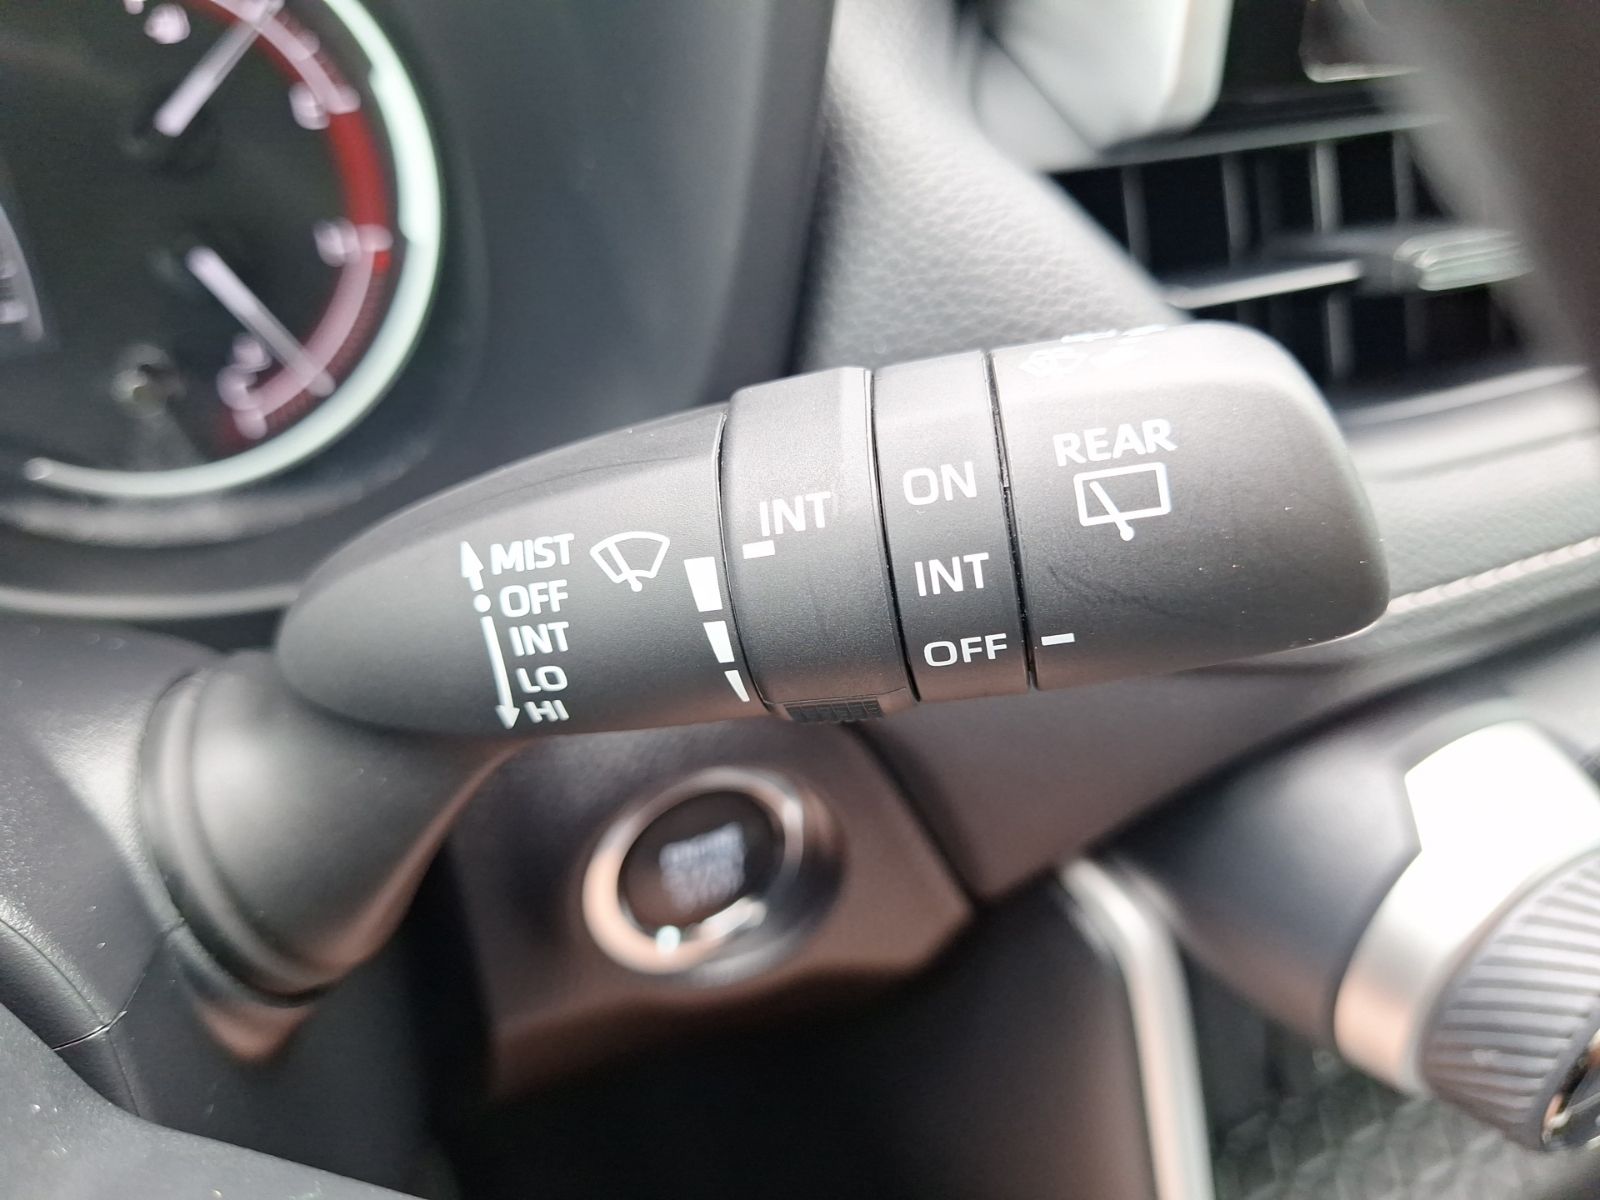 MIST
OFF
INT
LO
HI
INT
ON
INT
OFF
REAR